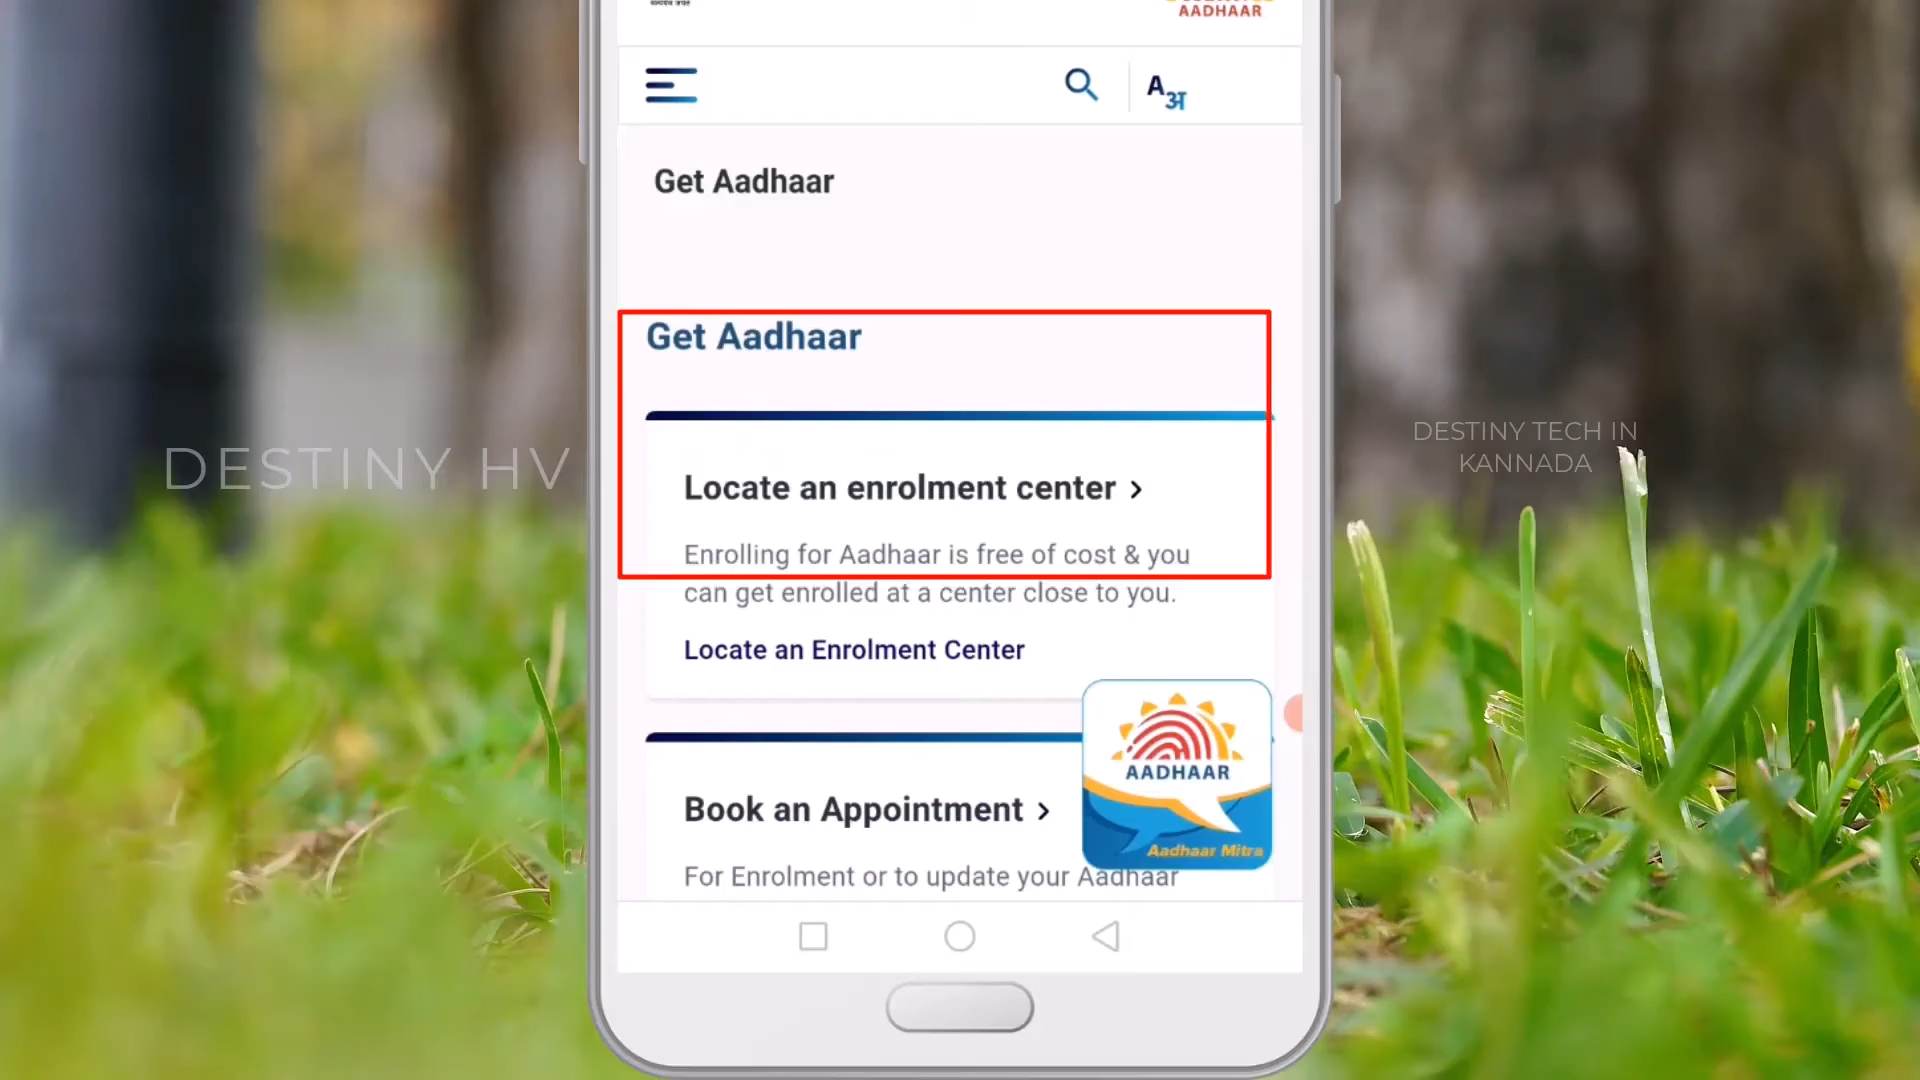 AADHAAR
A
अ
Get Aadhaar
Get Aadhaar
Locate an enrolment center
Enrolling for Aadhaar is free of cost & you
can get enrolled at a center close to you.
Locate an Enrolment Center
Book an Appointment
For Enrolment or to update your Aadhaar
AADHAAR
Aadhaar Mitra
DESTINY HV
DESTINY TECH IN
KANNADA